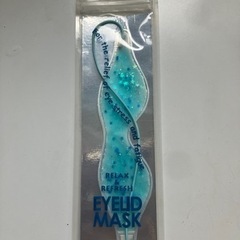 For the relief of eye stress and fatigue
RELAX
&
REFRESH
EYELID
MASK